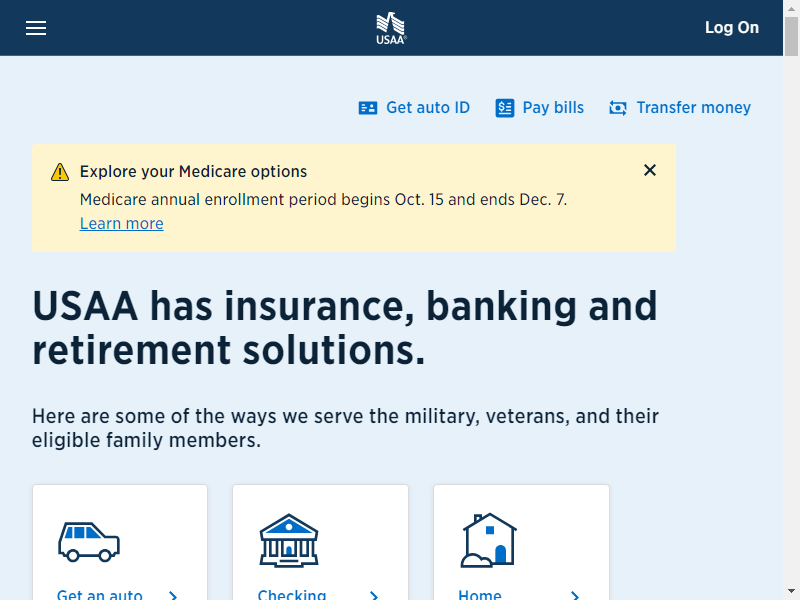 USAA®
Log On
Get auto ID
Pay bills
Transfer money
Explore your Medicare options
Medicare annual enrollment period begins Oct. 15 and ends Dec. 7.
Learn more
USAA has insurance, banking and
retirement solutions.
Here are some of the ways we serve the military, veterans, and their
eligible family members.
Get an auto
Checking
Home